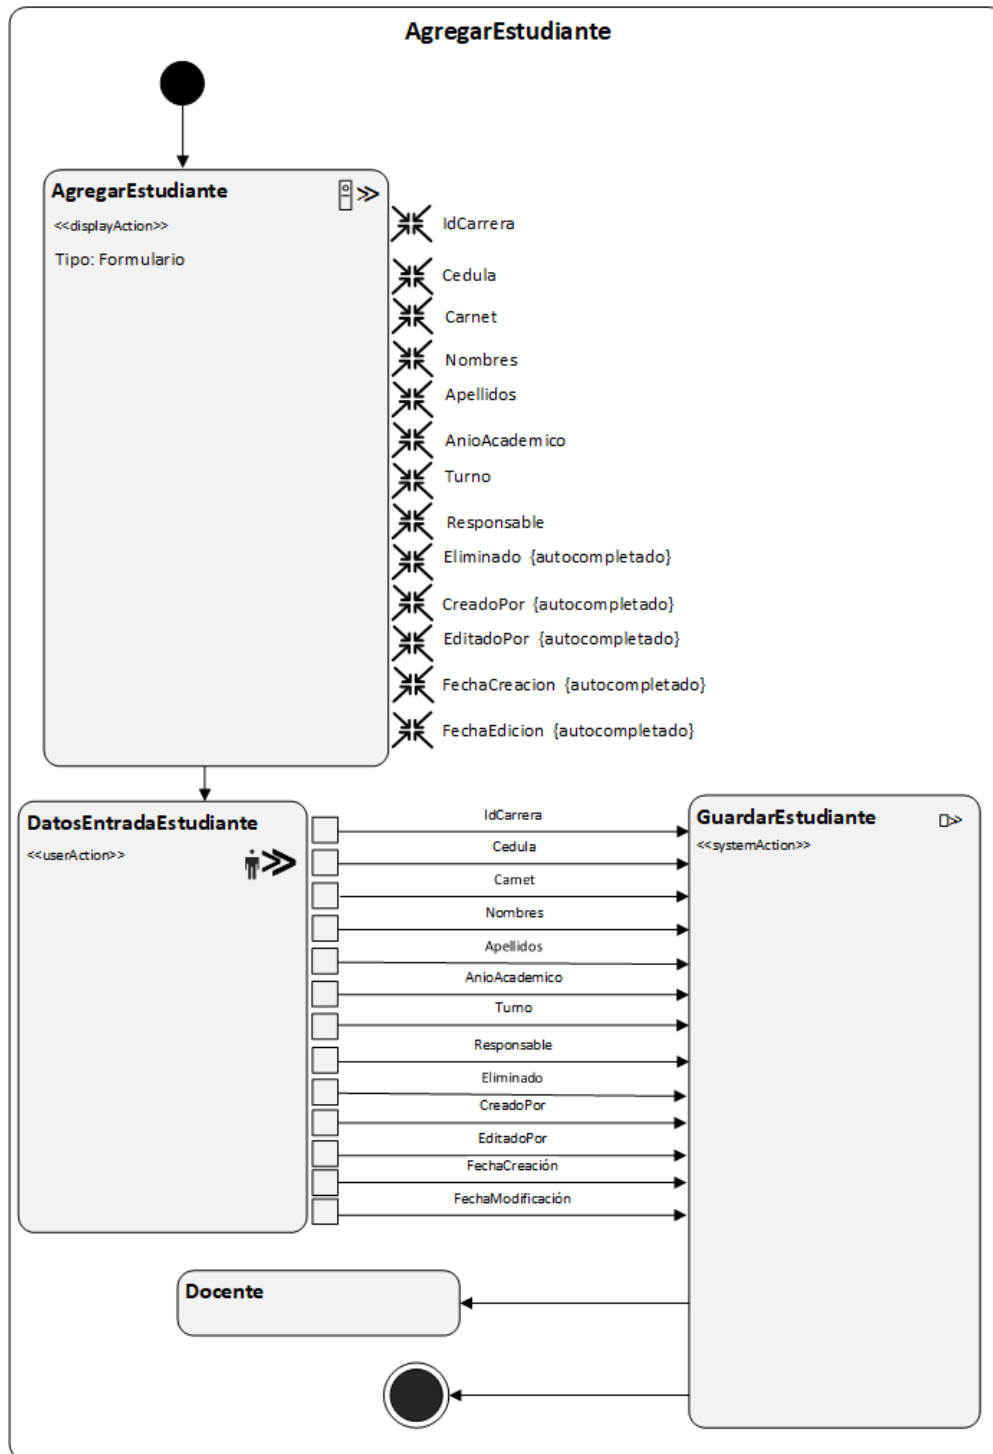 AgregarEstudiante
AgregarEstudiante
<<displayAction>>
Tipo: Formulario
IdCarrera
Cedula
Carnet
Nombres
Apellidos
AnioAcademico
Turno
Responsable
Eliminado {autocompletado}
CreadoPor {autocompletado}
EditadoPor {autocompletado}
FechaCreacion {autocompletado}
FechaEdicion {autocompletado}
DatosEntradaEstudiante
<<userAction>>
IdCarrera
Cedula
Carnet
Nombres
Apellidos
AnioAcademico
Turno
Responsable
Eliminado
CreadoPor
EditadoPor
FechaCreación
FechaModificación
GuardarEstudiante
<<systemAction>>
Docente